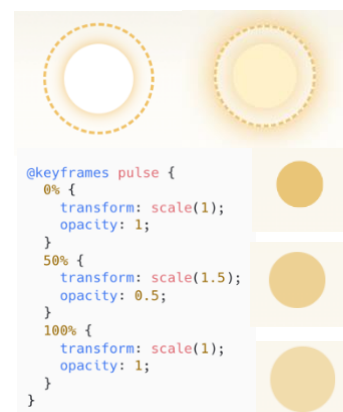 @keyframes pulse {
  0% {
    transform: scale(1);
    opacity: 1;
  }
  50% {
    transform: scale(1.5);
    opacity: 0.5;
  }
  100% {
    transform: scale(1);
    opacity: 1;
  }
}